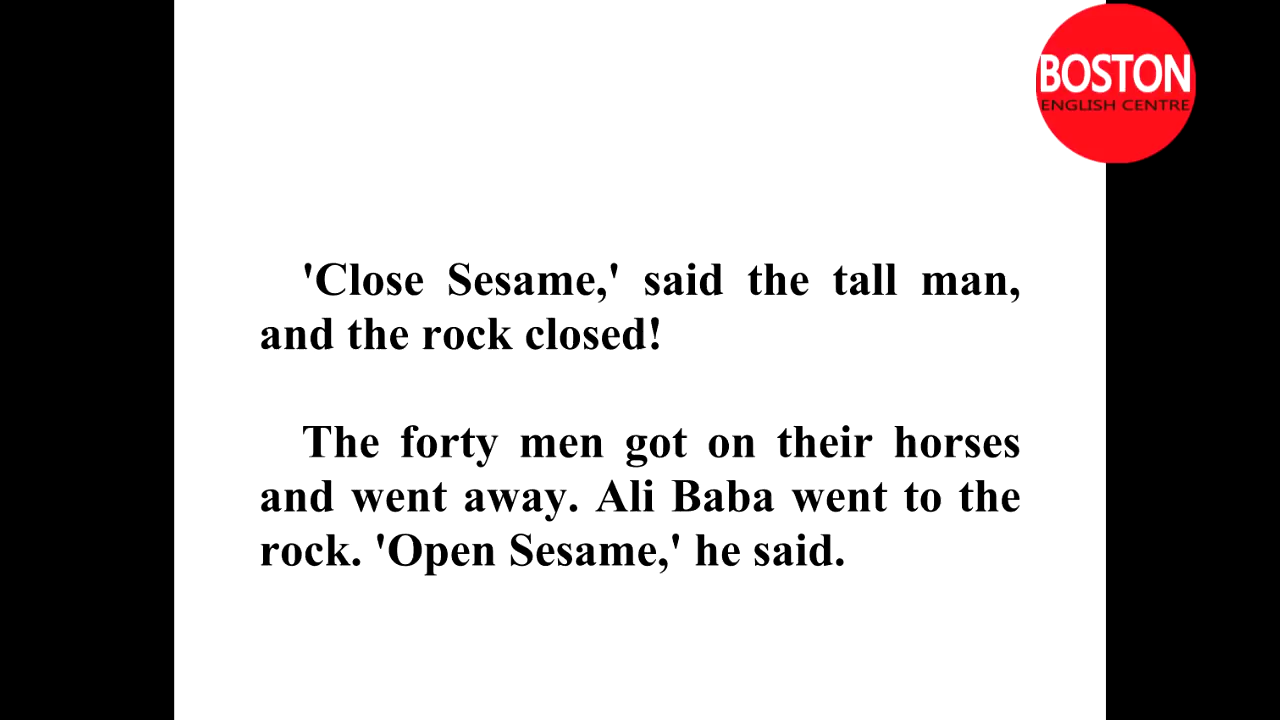 BOSTON
ENGLISH CENTRE
'Close Sesame,' said the tall man,
and the rock closed!
The forty men got on their horses
and went away. Ali Baba went to the
rock. 'Open Sesame,' he said.